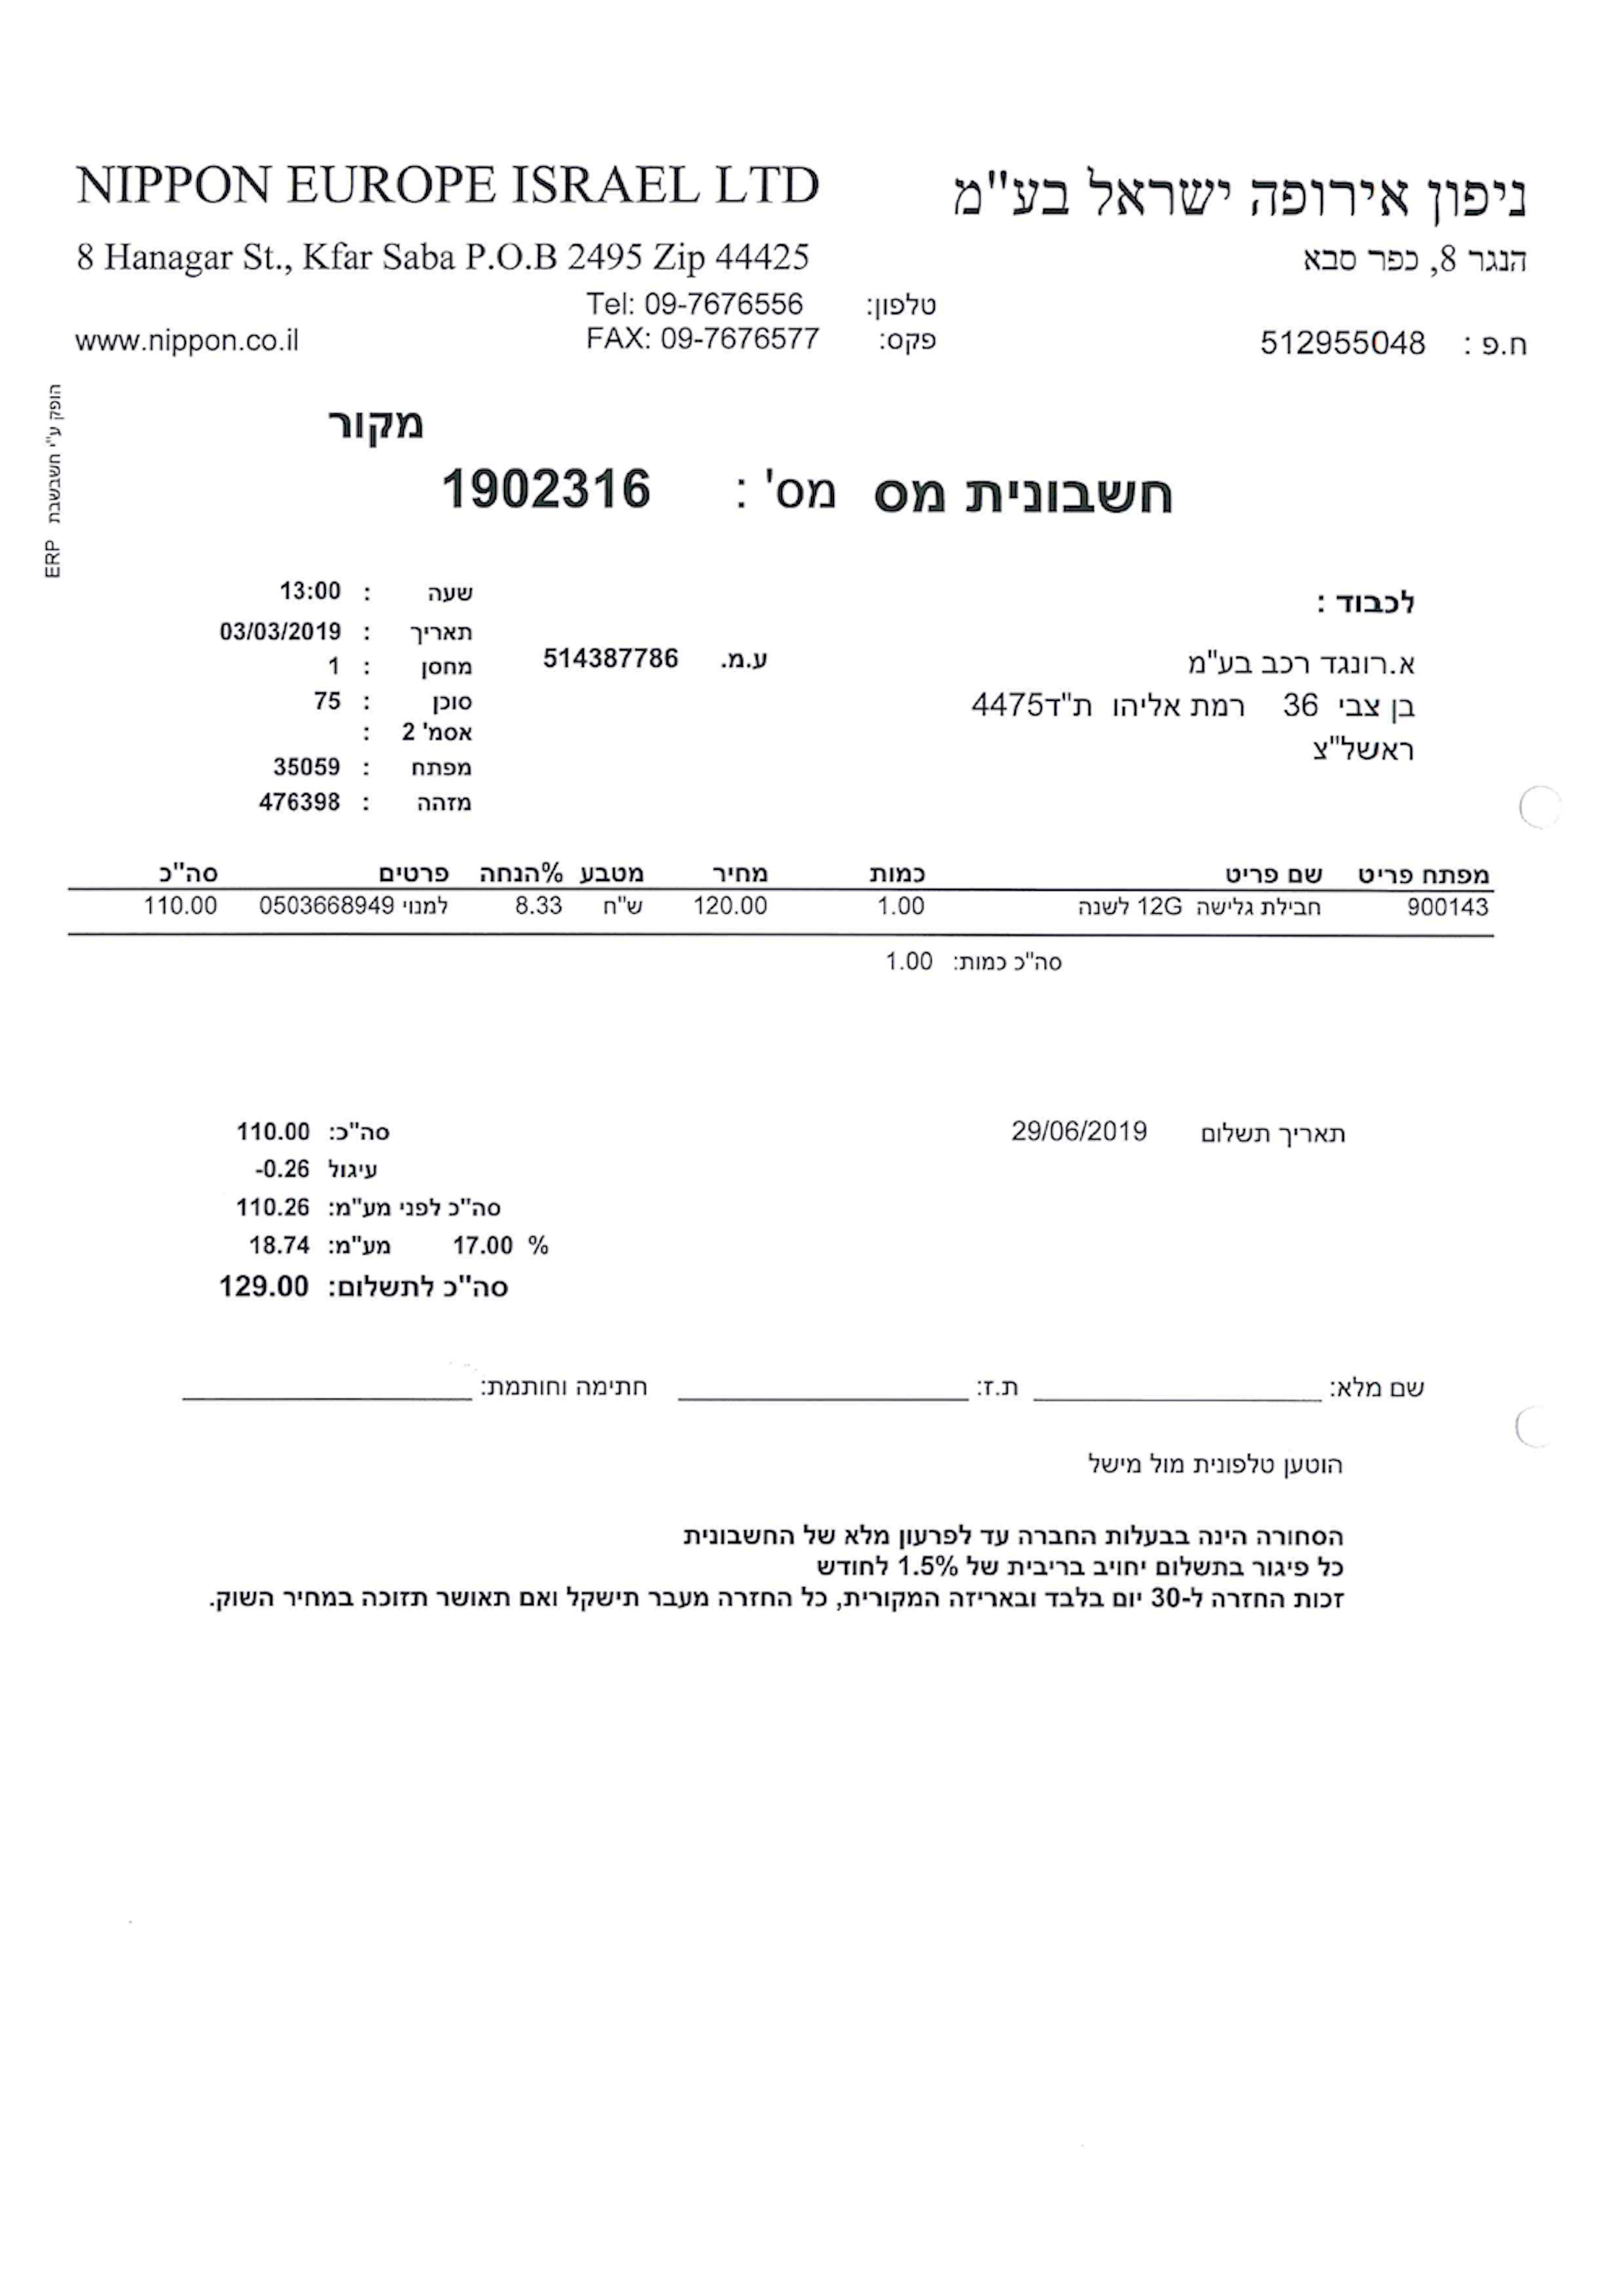 NIPPON EUROPE ISRAEL LTD
ניפון אירופה ישראל בע"מ
8 Hanagar St., Kfar Saba P.O.B 2495 Zip 44425
הנגר 8, כפר סבא
טלפון: Tel: 09-7676556
פקס: FAX: 09-7676577
www.nippon.co.il
ח.פ : 512955048
הופק ע"י חשבשבת ERP
מקור
חשבונית מס מס' : 1902316
לכבוד :
א.רונגד רכב בע"מ
בן צבי 36 רמת אליהו ת"ד4475
ראשל"צ
ע.מ. 514387786
שעה : 13:00
תאריך : 03/03/2019
מחסן : 1
סוכן : 75
אסמ' 2 :
מפתח : 35059
מזהה : 476398
מפתח פריט שם פריט כמות מחיר מטבע %הנחה פרטים סה"כ
900143 חבילת גלישה 12G לשנה 1.00 120.00 ש"ח 8.33 למנוי 0503668949 110.00
סה"כ כמות: 1.00
תאריך תשלום 29/06/2019
סה"כ: 110.00
עיגול -0.26
סה"כ לפני מע"מ: 110.26
% 17.00 מע"מ: 18.74
סה"כ לתשלום: 129.00
שם מלא: ת.ז: חתימה וחותמת:
הוטען טלפונית מול מישל
הסחורה הינה בבעלות החברה עד לפרעון מלא של החשבונית
כל פיגור בתשלום יחויב בריבית של 1.5% לחודש
זכות החזרה ל-30 יום בלבד ובאריזה המקורית, כל החזרה מעבר תישקל ואם תאושר תזוכה במחיר השוק.